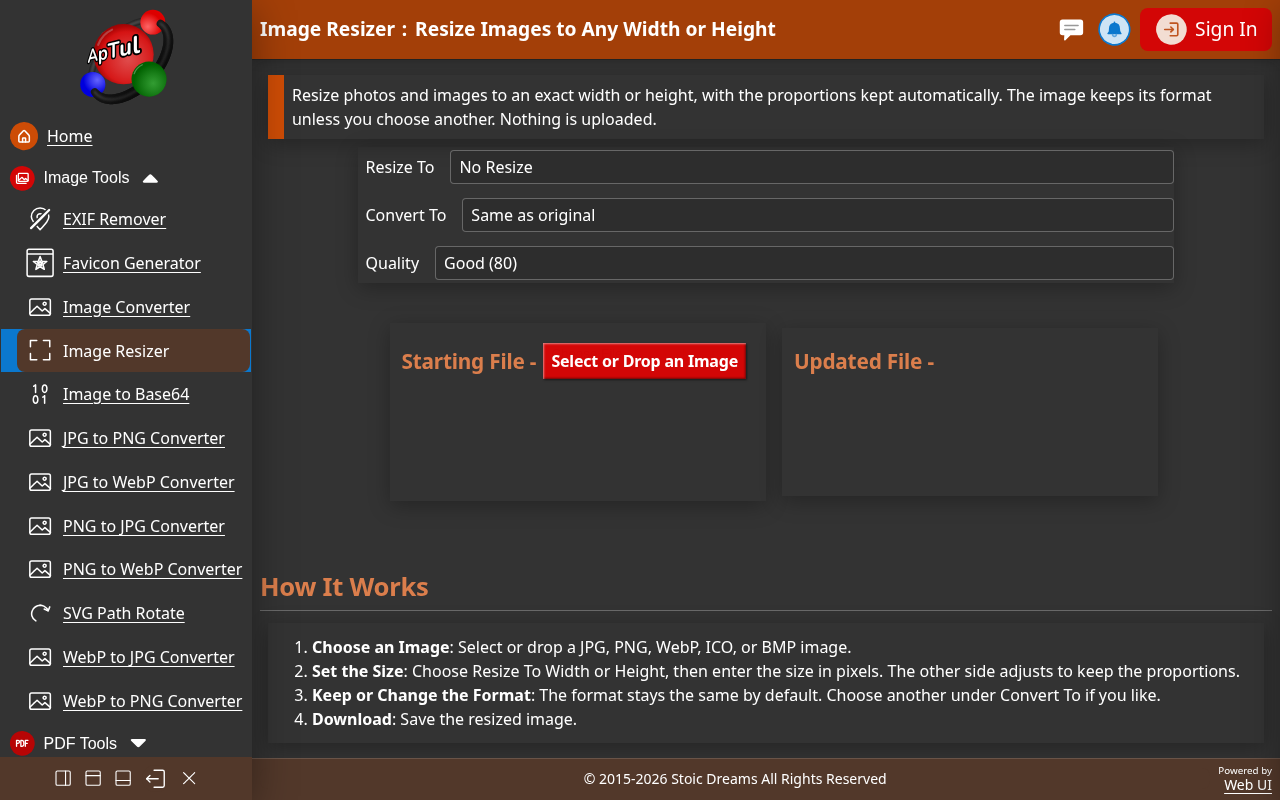 ApTul
Home
Image Tools
EXIF Remover
Favicon Generator
Image Converter
Image Resizer
Image to Base64
JPG to PNG Converter
JPG to WebP Converter
PNG to JPG Converter
PNG to WebP Converter
SVG Path Rotate
WebP to JPG Converter
WebP to PNG Converter
PDF Tools
Image Resizer : Resize Images to Any Width or Height
Sign In
Resize photos and images to an exact width or height, with the proportions kept automatically. The image keeps its format
unless you choose another. Nothing is uploaded.
Resize To No Resize
Convert To Same as original
Quality Good (80)
Starting File - Select or Drop an Image
Updated File -
How It Works
1. Choose an Image: Select or drop a JPG, PNG, WebP, ICO, or BMP image.
2. Set the Size: Choose Resize To Width or Height, then enter the size in pixels. The other side adjusts to keep the proportions.
3. Keep or Change the Format: The format stays the same by default. Choose another under Convert To if you like.
4. Download: Save the resized image.
© 2015-2026 Stoic Dreams All Rights Reserved
Powered by
Web UI